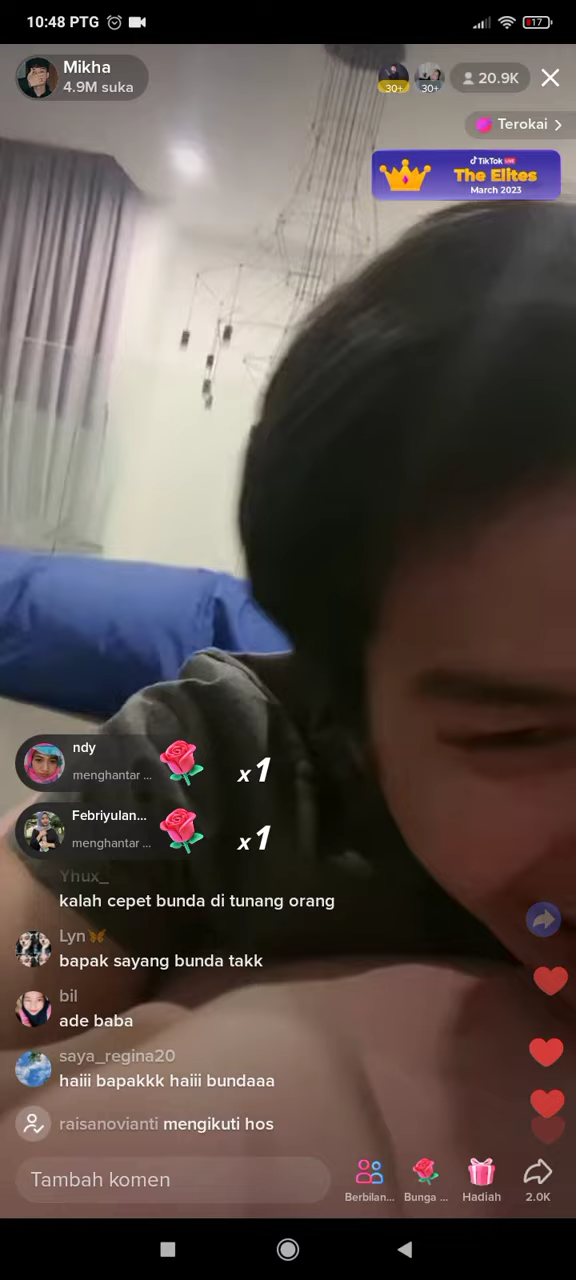 10:48 PTG
17
Mikha
4.9M suka
30+
30+
20.9K
Terokai
TikTok LIVE
The Elites
March 2023
ndy
menghantar ...
x1
Febriyulan...
menghantar ...
x1
Yhux_
kalah cepet bunda di tunang orang
Lyn
bapak sayang bunda takk
bil
ade baba
saya_regina20
haiii bapakkk haiii bundaaa
raisanovianti mengikuti hos
Tambah komen
Berbilan...
Bunga ...
Hadiah
2.0K